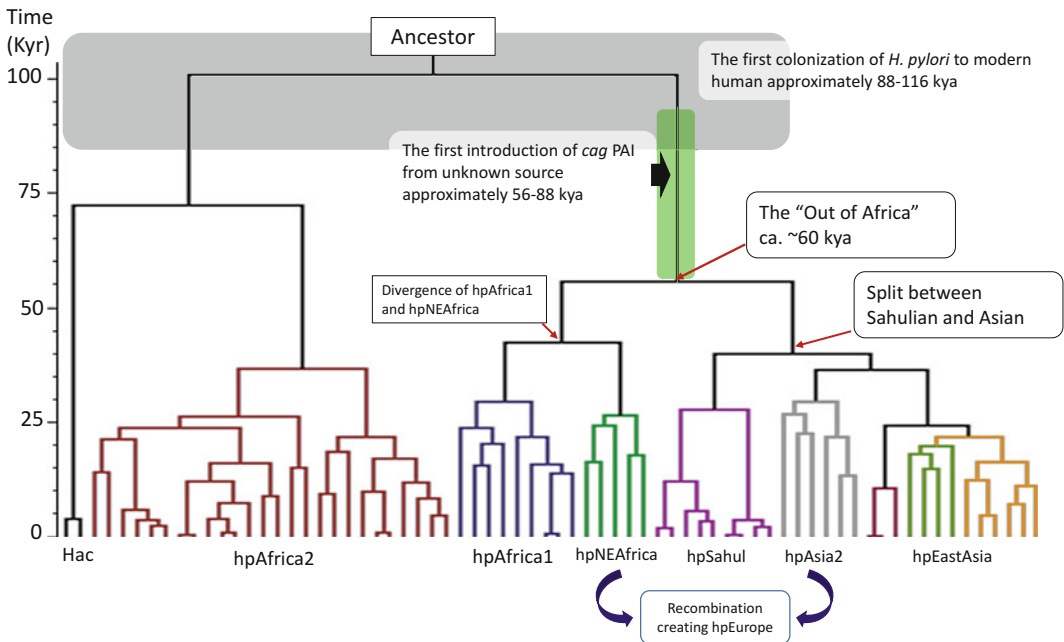 Time
(Kyr)
Ancestor
100
The first colonization of H. pylori to modern
human approximately 88-116 kya
The first introduction of cag PAI
from unknown source
approximately 56-88 kya
75
The “Out of Africa”
ca. ~60 kya
Divergence of hpAfrica1
and hpNEAfrica
Split between
Sahulian and Asian
50
25
0
Hac
hpAfrica2
hpAfrica1
hpNEAfrica
hpSahul
hpAsia2
hpEastAsia
Recombination
creating hpEurope